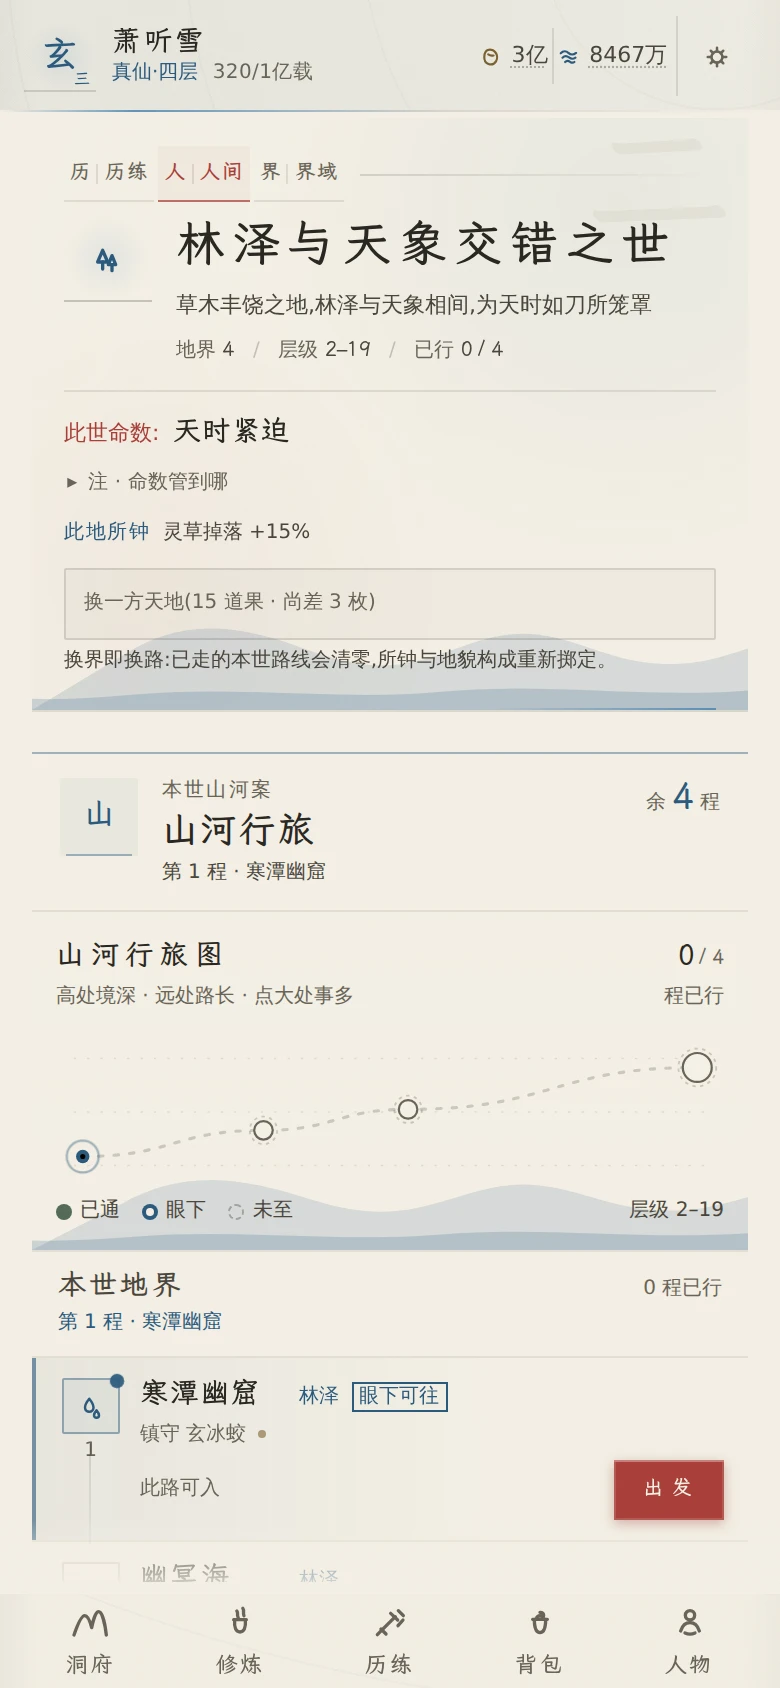 玄三
萧听雪
真仙·四层 320/1亿载
3亿 8467万
历 历练 人 人间 界 界域
林泽与天象交错之世
草木丰饶之地,林泽与天象相间,为天时如刀所笼罩
地界 4 / 层级 2–19 / 已行 0 / 4
此世命数: 天时紧迫
▸ 注 · 命数管到哪
此地所钟 灵草掉落 +15%
换一方天地(15 道果 · 尚差 3 枚)
换界即换路:已走的本世路线会清零,所钟与地貌构成重新掷定。
山
本世山河案
山河行旅
第 1 程 · 寒潭幽窟
余 4 程
山河行旅图
0 / 4
高处境深 · 远处路长 · 点大处事多
程已行
已通 眼下 未至
层级 2–19
本世地界
0 程已行
第 1 程 · 寒潭幽窟
寒潭幽窟 林泽 眼下可往
镇守 玄冰蛟
1
此路可入
出发
幽冥海 林泽
洞府 修炼 历练 背包 人物